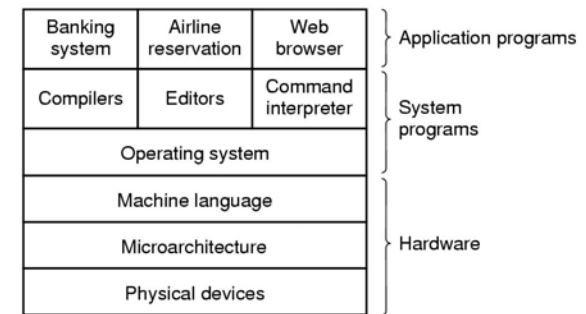 Banking system
Airline reservation
Web browser
Application programs
Compilers
Editors
Command interpreter
System programs
Operating system
Machine language
Microarchitecture
Hardware
Physical devices